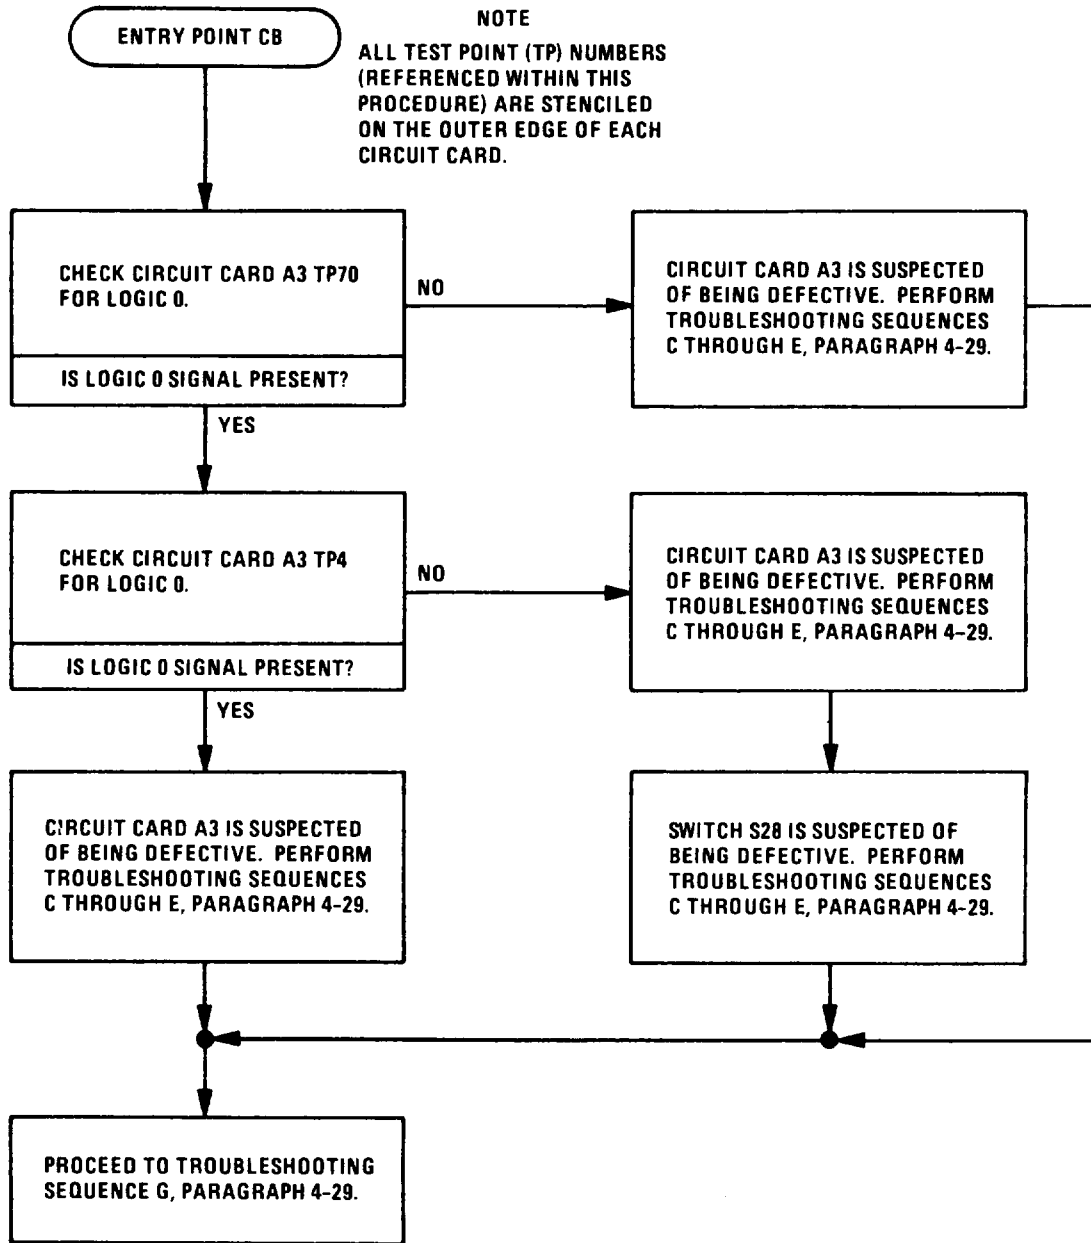 ENTRY POINT CB
NOTE
ALL TEST POINT (TP) NUMBERS
(REFERENCED WITHIN THIS
PROCEDURE) ARE STENCILED
ON THE OUTER EDGE OF EACH
CIRCUIT CARD.
CHECK CIRCUIT CARD A3 TP70
FOR LOGIC 0.
IS LOGIC 0 SIGNAL PRESENT?
NO
CIRCUIT CARD A3 IS SUSPECTED
OF BEING DEFECTIVE. PERFORM
TROUBLESHOOTING SEQUENCES
C THROUGH E, PARAGRAPH 4-29.
YES
CHECK CIRCUIT CARD A3 TP4
FOR LOGIC 0.
IS LOGIC 0 SIGNAL PRESENT?
NO
CIRCUIT CARD A3 IS SUSPECTED
OF BEING DEFECTIVE. PERFORM
TROUBLESHOOTING SEQUENCES
C THROUGH E, PARAGRAPH 4-29.
YES
CIRCUIT CARD A3 IS SUSPECTED
OF BEING DEFECTIVE. PERFORM
TROUBLESHOOTING SEQUENCES
C THROUGH E, PARAGRAPH 4-29.
SWITCH S28 IS SUSPECTED OF
BEING DEFECTIVE. PERFORM
TROUBLESHOOTING SEQUENCES
C THROUGH E, PARAGRAPH 4-29.
PROCEED TO TROUBLESHOOTING
SEQUENCE G, PARAGRAPH 4-29.